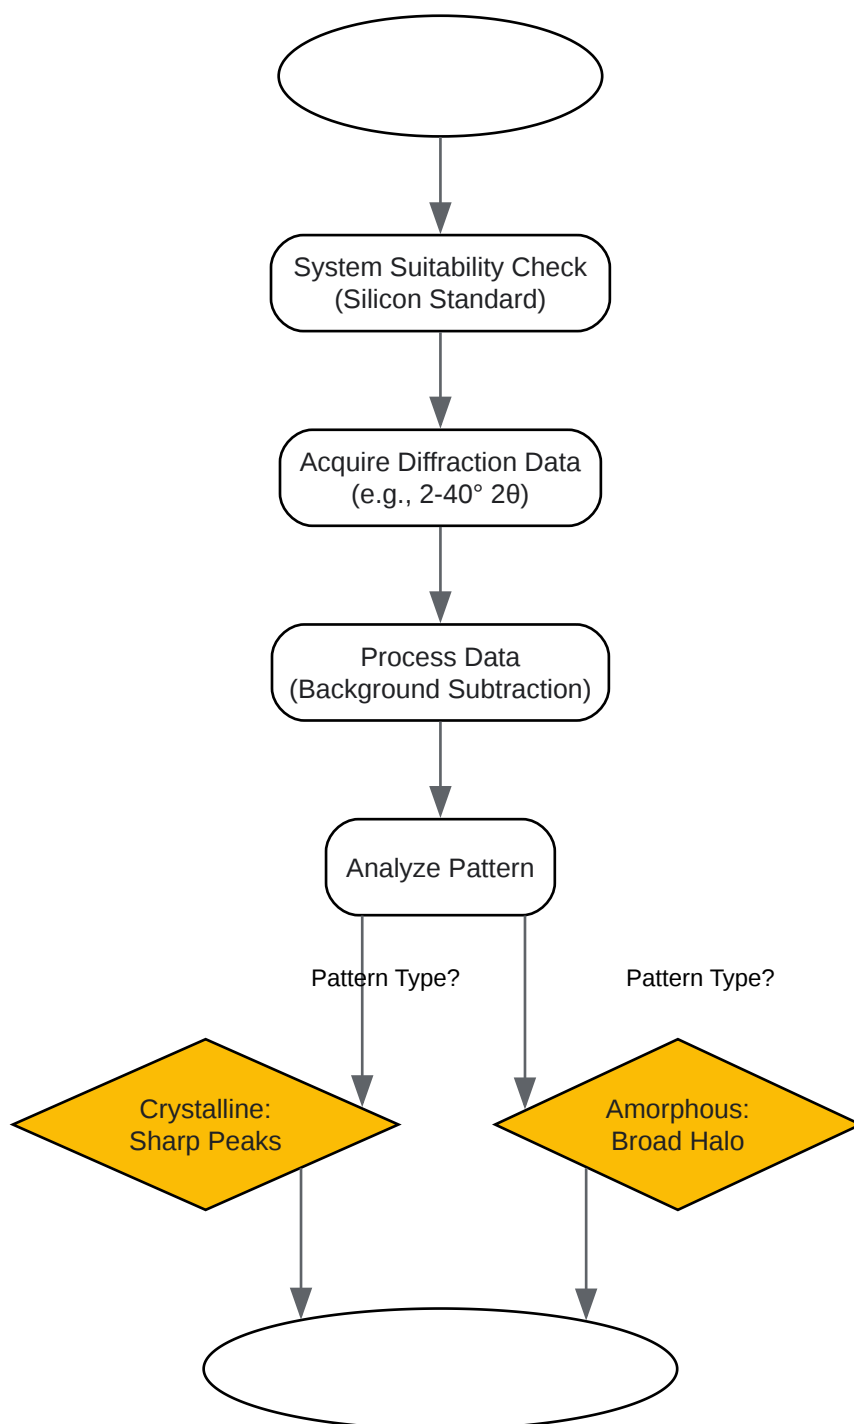 System Suitability Check
(Silicon Standard)
Acquire Diffraction Data
(e.g., 2-40° 2θ)
Process Data
(Background Subtraction)
Analyze Pattern
Pattern Type?
Pattern Type?
Crystalline:
Sharp Peaks
Amorphous:
Broad Halo